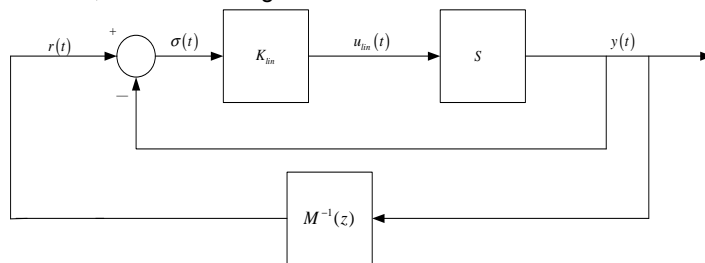 r(t)
+
−
σ(t)
K_lin
u_lin(t)
S
y(t)
M⁻¹(z)